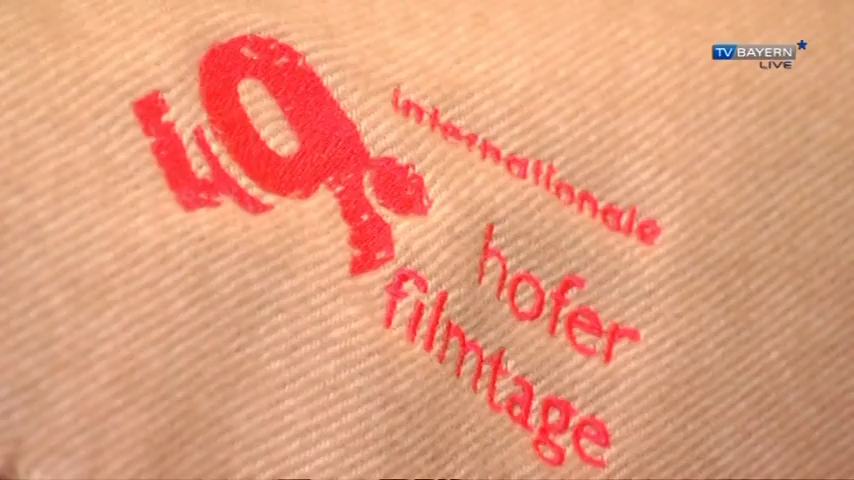 internationale
hofer
filmtage
TV BAYERN
LIVE